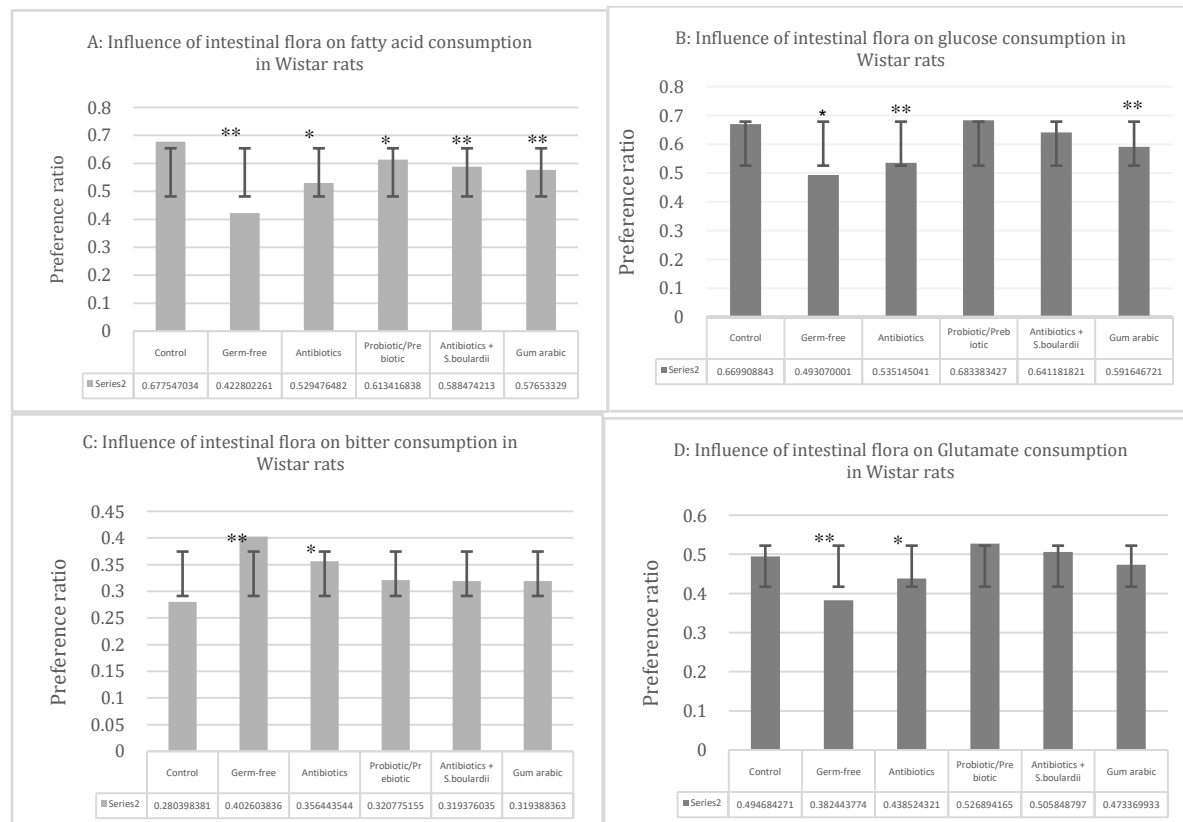 A: Influence of intestinal flora on fatty acid consumption
in Wistar rats
Preference ratio
0.8
0.7
0.6
0.5
0.4
0.3
0.2
0.1
0
** * * ** **
Control Germ-free Antibiotics Probiotic/Pre Antibiotics + Gum arabic
biotic S.boulardii
Series2 0.677547034 0.422802261 0.529476482 0.613416838 0.588474213 0.57653329
B: Influence of intestinal flora on glucose consumption in
Wistar rats
Preference ratio
0.8
0.7
0.6
0.5
0.4
0.3
0.2
0.1
0
* ** **
Control Germ-free Antibiotics Probiotic/Preb Antibiotics + Gum arabic
iotic S.boulardii
Series2 0.669908843 0.493070001 0.535145041 0.683383427 0.641181821 0.591646721
C: Influence of intestinal flora on bitter consumption in
Wistar rats
Preference ratio
0.45
0.4
0.35
0.3
0.25
0.2
0.15
0.1
0.05
0
** *
Control Germ-free Antibiotics Probiotic/Pr Antibiotics + Gum arabic
ebiotic S.boulardii
Series2 0.280398381 0.402603836 0.356443544 0.320775155 0.319376035 0.319388363
D: Influence of intestinal flora on Glutamate consumption
in Wistar rats
Preference ratio
0.6
0.5
0.4
0.3
0.2
0.1
0
** *
Control Germ-free Antibiotics Probiotic/Pre Antibiotics + Gum arabic
biotic S.boulardii
Series2 0.494684271 0.382443774 0.438524321 0.526894165 0.505848797 0.473369933